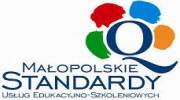 MAŁOPOLSKIE
STANDARDY
USŁUG EDUKACYJNO-SZKOLENIOWYCH